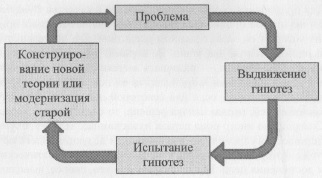 Проблема
Конструиро-
вание новой
теории или
модернизация
старой
Выдвижение
гипотез
Испытание
гипотез